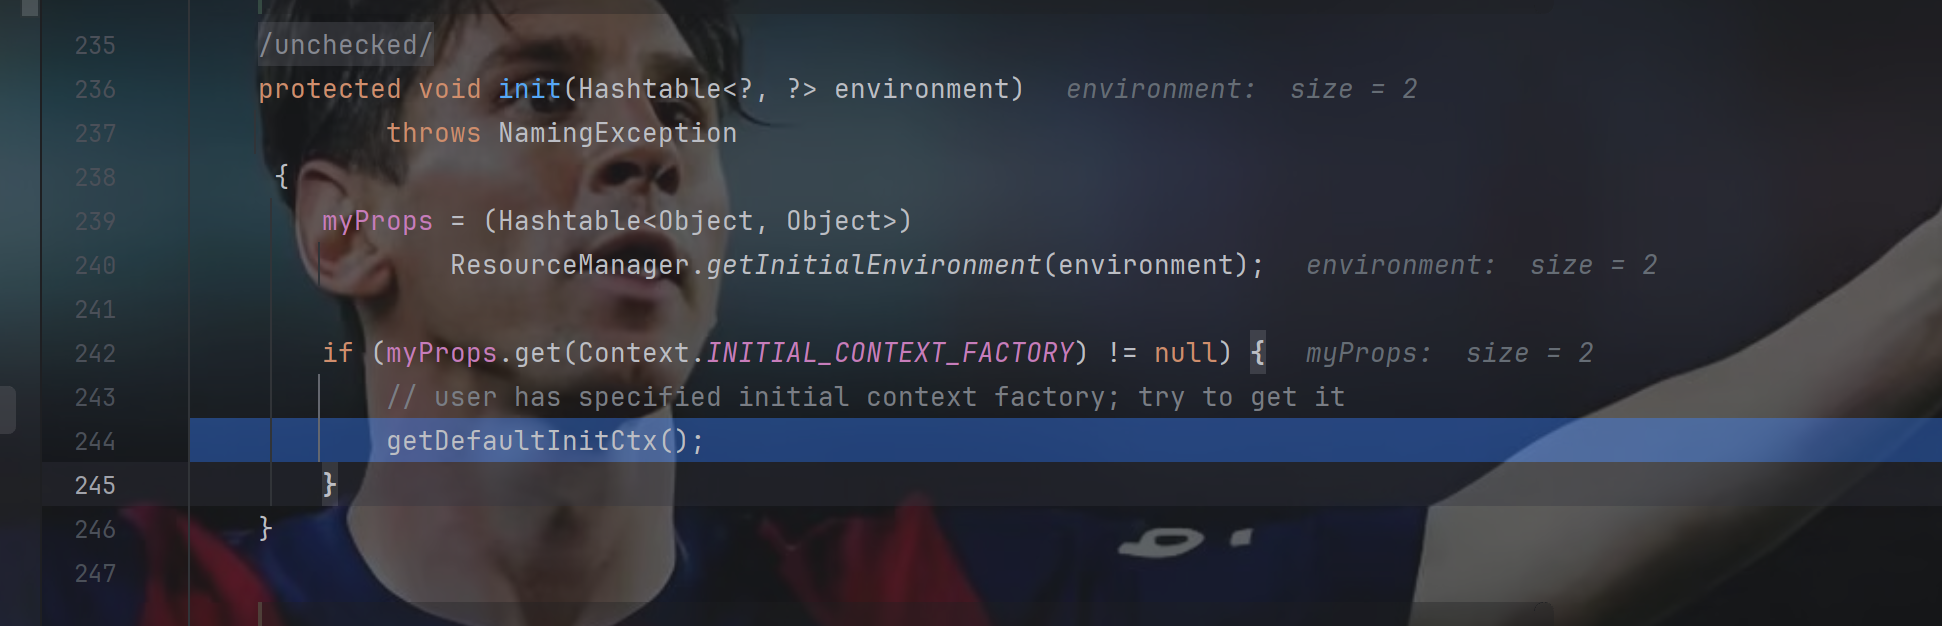 235 /unchecked/
236 protected void init(Hashtable<?, ?> environment) environment: size = 2
237 throws NamingException
238 {
239 myProps = (Hashtable<Object, Object>)
240 ResourceManager.getInitialEnvironment(environment); environment: size = 2
241
242 if (myProps.get(Context.INITIAL_CONTEXT_FACTORY) != null) { myProps: size = 2
243 // user has specified initial context factory; try to get it
244 getDefaultInitCtx();
245 }
246 }
247